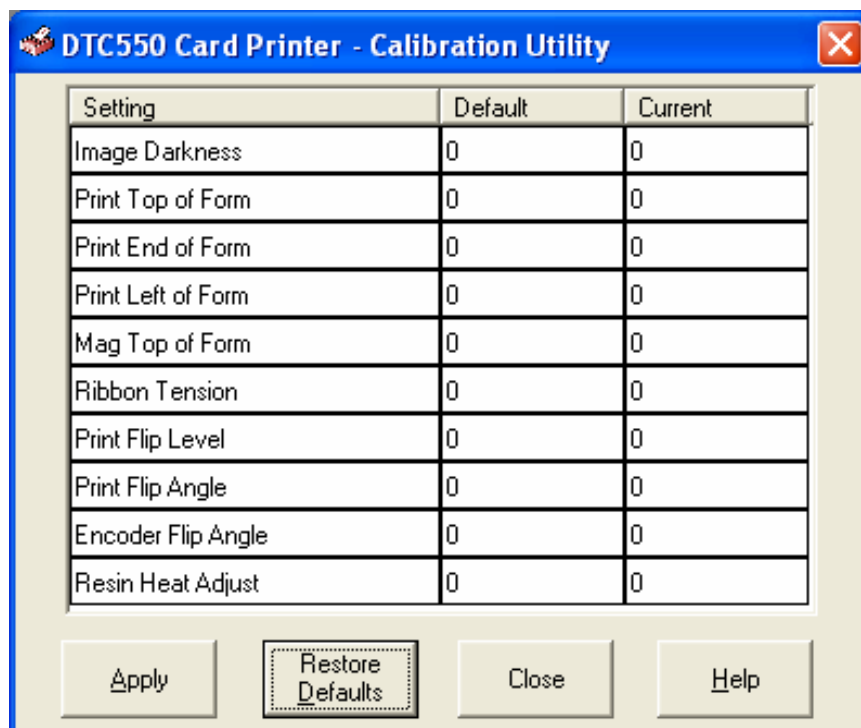 DTC550 Card Printer - Calibration Utility
Setting Default Current
Image Darkness 0 0
Print Top of Form 0 0
Print End of Form 0 0
Print Left of Form 0 0
Mag Top of Form 0 0
Ribbon Tension 0 0
Print Flip Level 0 0
Print Flip Angle 0 0
Encoder Flip Angle 0 0
Resin Heat Adjust 0 0
Apply Restore Defaults Close Help